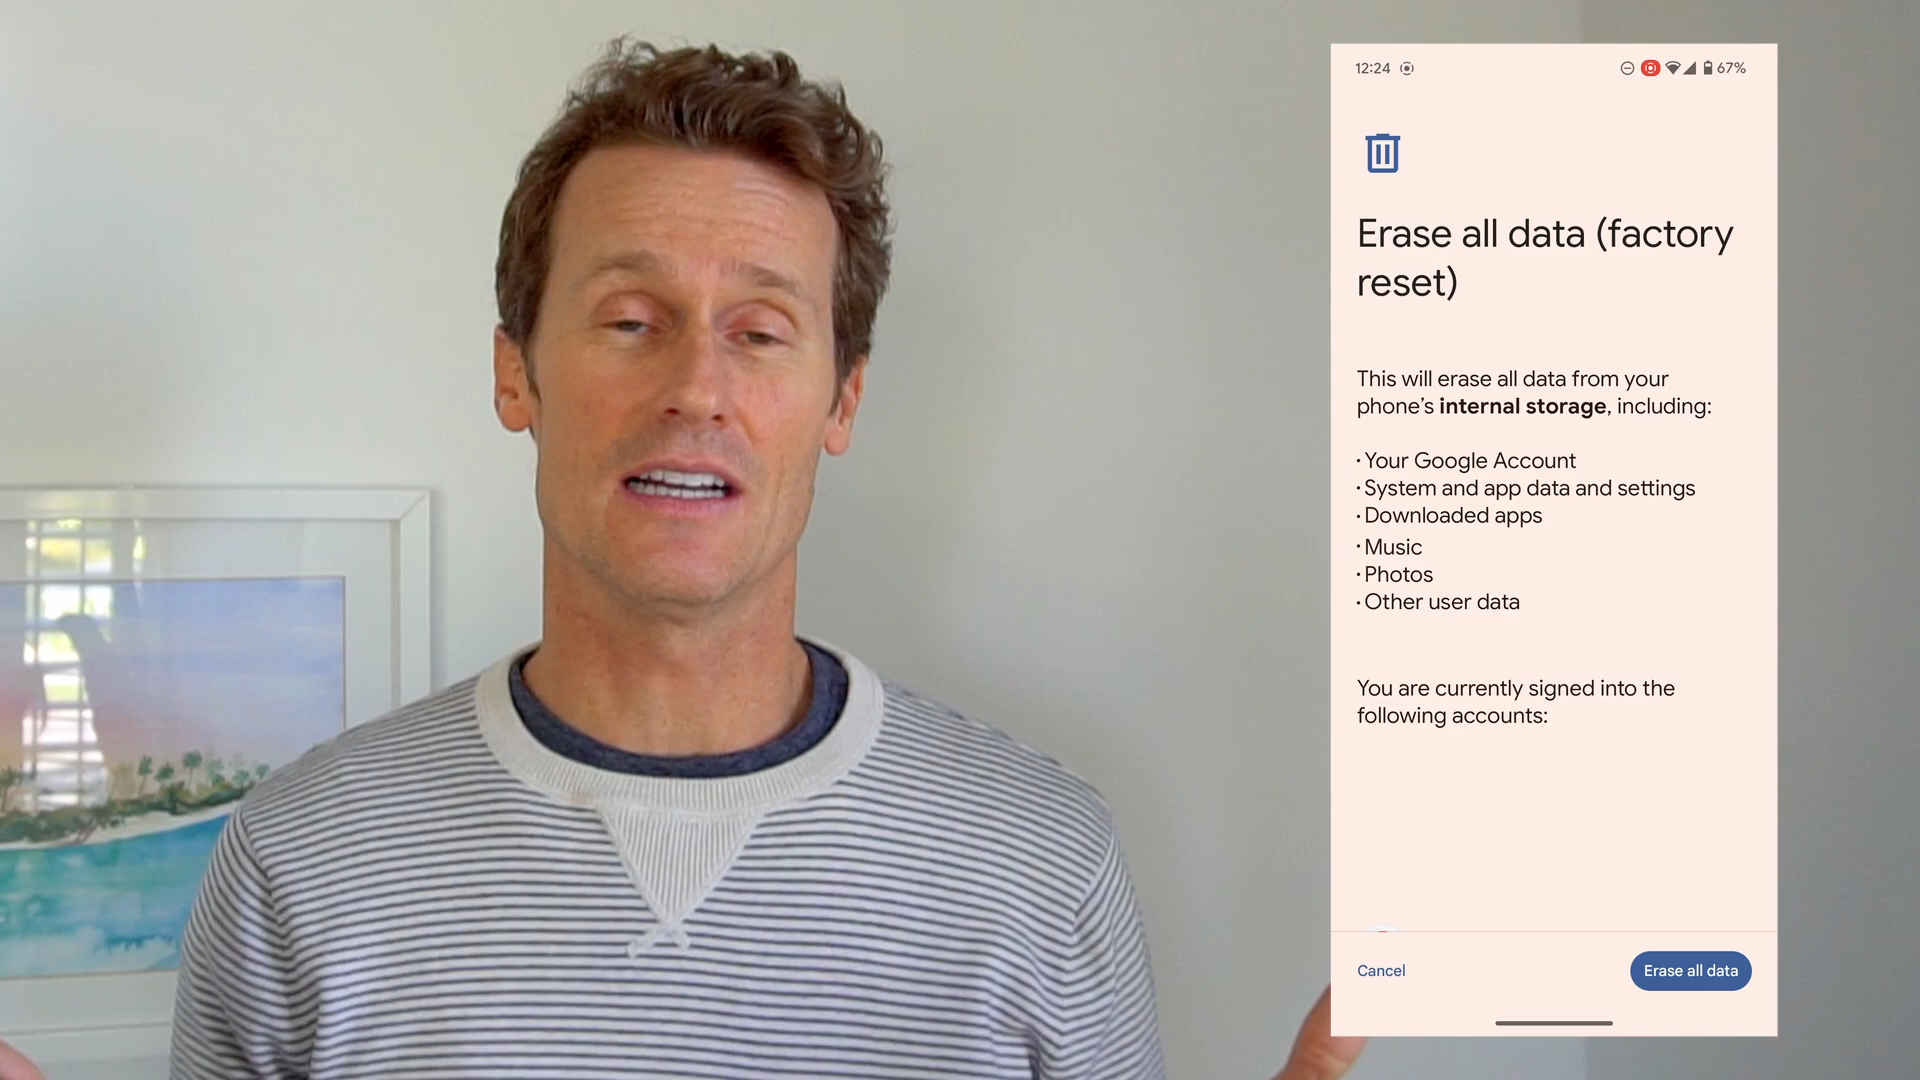 12:24
67%
Erase all data (factory
reset)
This will erase all data from your
phone’s internal storage, including:
· Your Google Account
· System and app data and settings
· Downloaded apps
· Music
· Photos
· Other user data
You are currently signed into the
following accounts:
Cancel
Erase all data